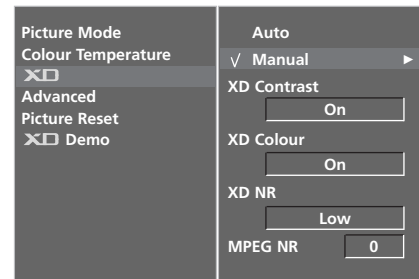 Picture Mode
Colour Temperature
XD
Advanced
Picture Reset
XD Demo
Auto
√ Manual ►
XD Contrast
On
XD Colour
On
XD NR
Low
MPEG NR 0